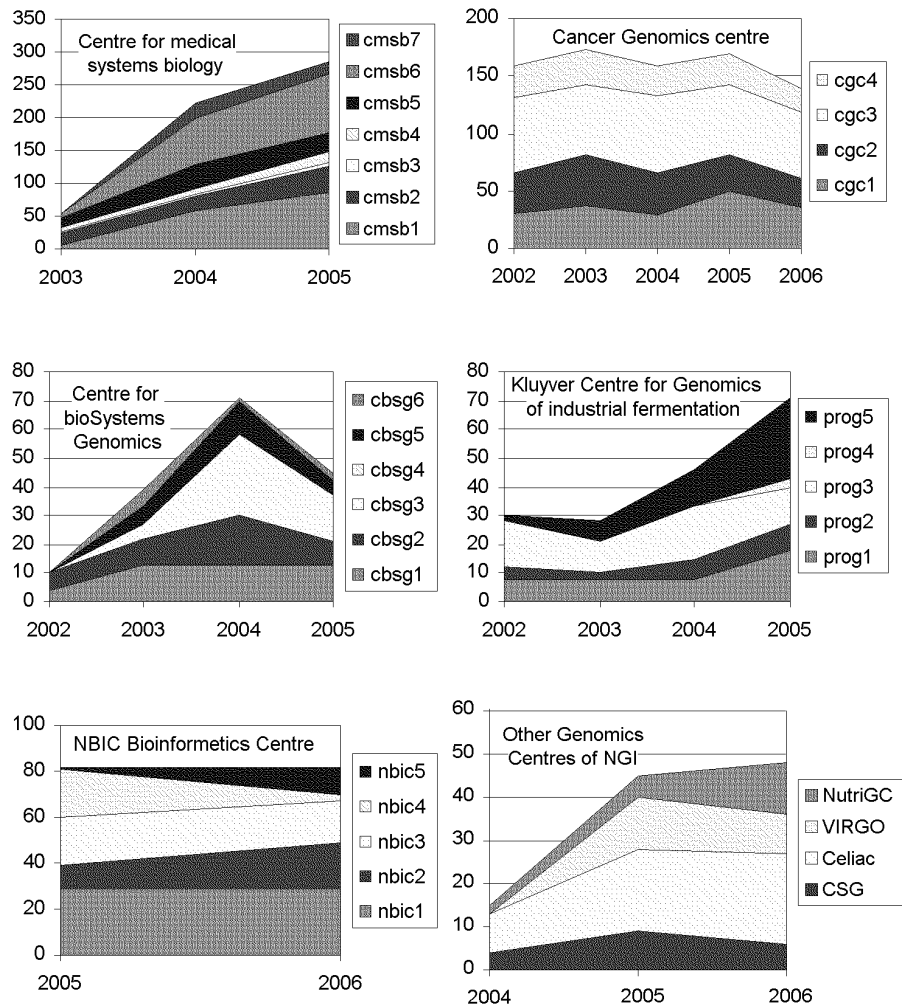 Centre for medical
systems biology
350
300
250
200
150
100
50
0
2003
2004
2005
cmsb7
cmsb6
cmsb5
cmsb4
cmsb3
cmsb2
cmsb1
Cancer Genomics centre
200
150
100
50
0
2002
2003
2004
2005
2006
cgc4
cgc3
cgc2
cgc1
Centre for
bioSystems
Genomics
80
70
60
50
40
30
20
10
0
2002
2003
2004
2005
cbsg6
cbsg5
cbsg4
cbsg3
cbsg2
cbsg1
Kluyver Centre for Genomics
of industrial fermentation
80
70
60
50
40
30
20
10
0
2002
2003
2004
2005
prog5
prog4
prog3
prog2
prog1
NBIC Bioinformetics Centre
100
80
60
40
20
0
2005
2006
nbic5
nbic4
nbic3
nbic2
nbic1
Other Genomics
Centres of NGI
60
50
40
30
20
10
0
2004
2005
2006
NutriGC
VIRGO
Celiac
CSG